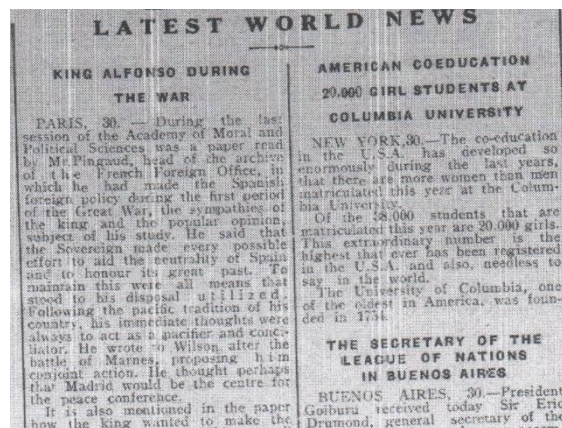 LATEST WORLD NEWS
KING ALFONSO DURING
THE WAR
PARIS, 30. — During the last
session of the Academy of Moral and
Political Sciences was a paper read
by Mr. Pingaud, head of the archive
of the French Foreign Office, in
which he had made the Spanish
foreign policy during the first period
of the Great War, the sympathies of
the king and the popular opinion,
subject of his study. He said that
the Sovereign made every possible
effort to aid the neutrality of Spain
and to honour its great past. To
maintain this were all means that
stood to his disposal utilized.
Following the pacific tradition of his
country, his immediate thoughts were
always to act as a pacifier and conci-
liator. He wrote to Wilson after the
battle of Marnes, proposing him
conjoint action. He thought perhaps
that Madrid would be the centre for
the peace conference.
It is also mentioned in the paper
how the king wanted to make the
AMERICAN COEDUCATION
20.000 GIRL STUDENTS AT
COLUMBIA UNIVERSITY
NEW YORK, 30.—The co-education
in the U.S.A. has developed so
enormously during the last years,
that there are more women than men
matriculated this year at the Colum-
bia University.
Of the 38,000 students that are
matriculated this year are 20.000 girls.
This extraordinary number is the
highest that ever has been registered
in the U.S.A. and also, needless to
say in the world.
The University of Columbia, one
of the oldest in America, was foun-
ded in 1754.
THE SECRETARY OF THE
LEAGUE OF NATIONS
IN BUENOS AIRES
BUENOS AIRES, 30.—President
Goiburu received today Sir Eric
Drumond, general secretary of the